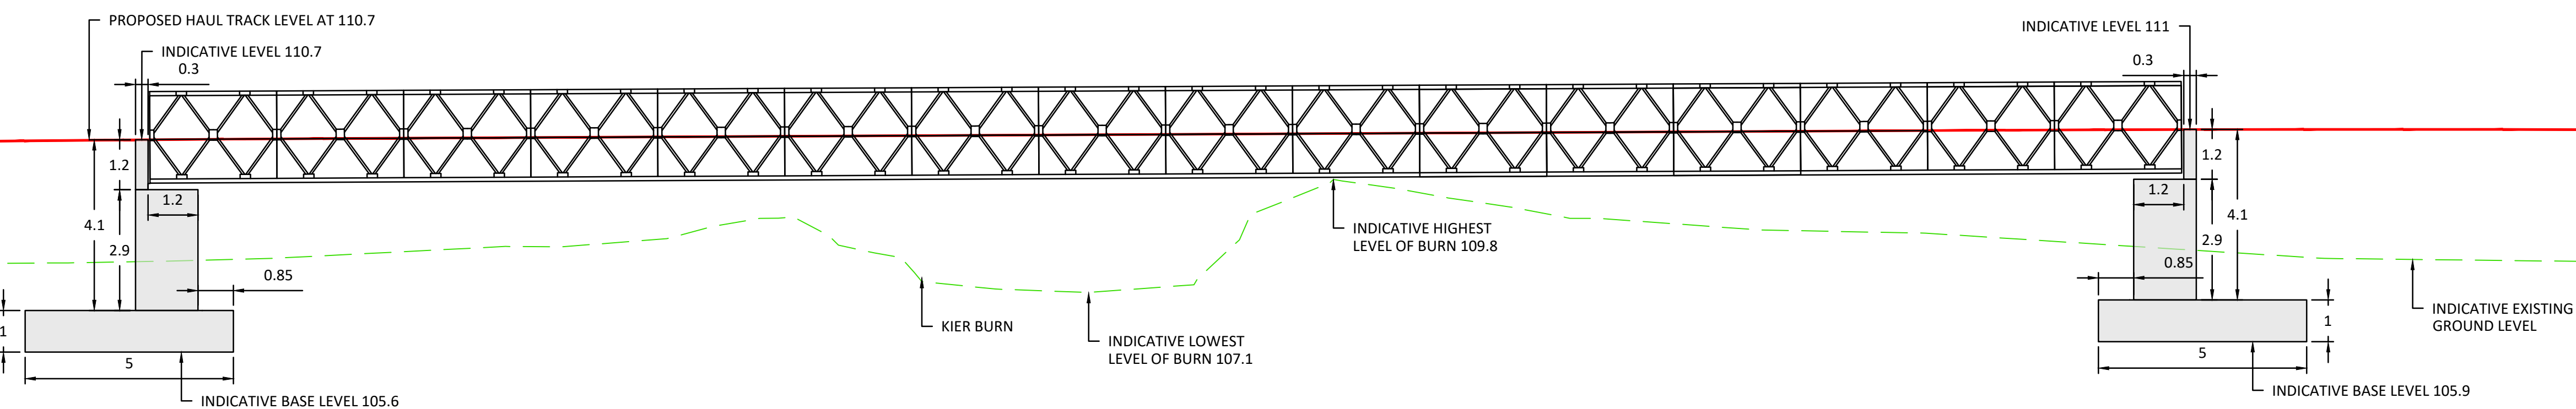 PROPOSED HAUL TRACK LEVEL AT 110.7
INDICATIVE LEVEL 110.7
0.3
INDICATIVE LEVEL 111
0.3
1.2
1.2
4.1
2.9
0.85
1
5
INDICATIVE BASE LEVEL 105.6
KIER BURN
INDICATIVE LOWEST
LEVEL OF BURN 107.1
INDICATIVE HIGHEST
LEVEL OF BURN 109.8
1.2
1.2
4.1
2.9
0.85
1
5
INDICATIVE BASE LEVEL 105.9
INDICATIVE EXISTING
GROUND LEVEL